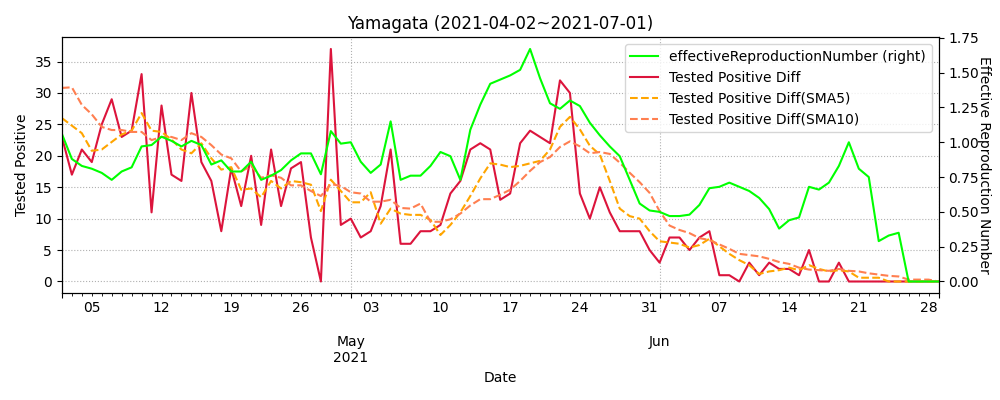 Yamagata (2021-04-02~2021-07-01)
effectiveReproductionNumber (right)
Tested Positive Diff
Tested Positive Diff(SMA5)
Tested Positive Diff(SMA10)
Tested Positive
35
30
25
20
15
10
5
0
1.75
1.50
1.25
1.00
0.75
0.50
0.25
0.00
Effective Reproduction Number
05 12 19 26 03 10 17 24 31 07 14 21 28
May Jun
2021
Date